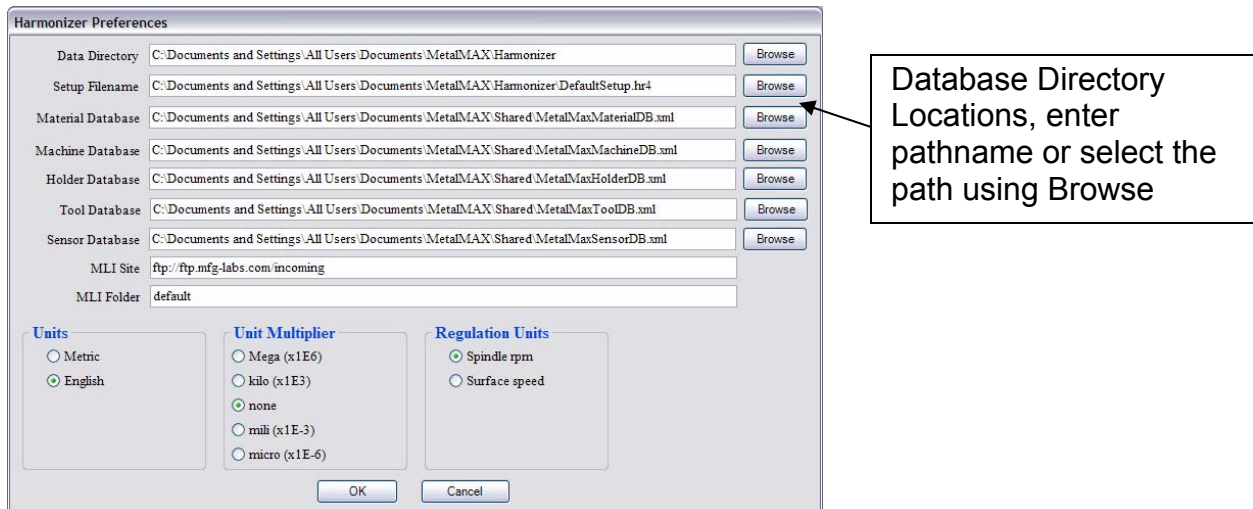 Harmonizer Preferences
Data Directory C:\Documents and Settings\All Users\Documents\MetalMAX\Harmonizer Browse
Setup Filename C:\Documents and Settings\All Users\Documents\MetalMAX\Harmonizer\DefaultSetup.hr4 Browse
Material Database C:\Documents and Settings\All Users\Documents\MetalMAX\Shared\MetalMaxMaterialDB.xml Browse
Machine Database C:\Documents and Settings\All Users\Documents\MetalMAX\Shared\MetalMaxMachineDB.xml Browse
Holder Database C:\Documents and Settings\All Users\Documents\MetalMAX\Shared\MetalMaxHolderDB.xml Browse
Tool Database C:\Documents and Settings\All Users\Documents\MetalMAX\Shared\MetalMaxToolDB.xml Browse
Sensor Database C:\Documents and Settings\All Users\Documents\MetalMAX\Shared\MetalMaxSensorDB.xml Browse
MLI Site ftp://ftp.mfg-labs.com/incoming
MLI Folder default
Units
Metric
English
Unit Multiplier
Mega (x1E6)
kilo (x1E3)
none
mili (x1E-3)
micro (x1E-6)
Regulation Units
Spindle rpm
Surface speed
OK Cancel
Database Directory
Locations, enter
pathname or select the
path using Browse